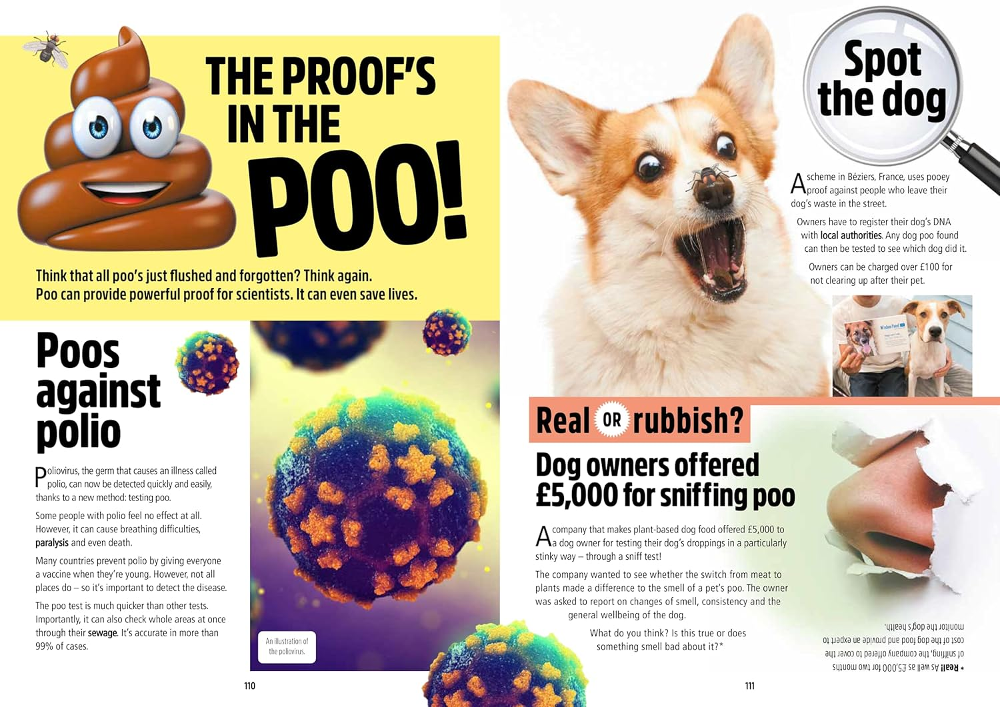 THE PROOF'S
IN THE
POO!
Think that all poo's just flushed and forgotten? Think again.
Poo can provide powerful proof for scientists. It can even save lives.
Poos
against
polio
Poliovirus, the germ that causes an illness called
polio, can now be detected quickly and easily,
thanks to a new method: testing poo.
Some people with polio feel no effect at all.
However, it can cause breathing difficulties,
paralysis and even death.
Many countries prevent polio by giving everyone
a vaccine when they're young. However, not all
places do – so it's important to detect the disease.
The poo test is much quicker than other tests.
Importantly, it can also check whole areas at once
through their sewage. It's accurate in more than
99% of cases.
An illustration of
the poliovirus.
110
Spot
the dog
A scheme in Béziers, France, uses pooey
proof against people who leave their
dog's waste in the street.
Owners have to register their dog's DNA
with local authorities. Any dog poo found
can then be tested to see which dog did it.
Owners can be charged over £100 for
not clearing up after their pet.
Wisdom Panel
Real OR rubbish?
Dog owners offered
£5,000 for sniffing poo
A company that makes plant-based dog food offered £5,000 to
a dog owner for testing their dog's droppings in a particularly
stinky way – through a sniff test!
The company wanted to see whether the switch from meat to
plants made a difference to the smell of a pet's poo. The owner
was asked to report on changes of smell, consistency and the
general wellbeing of the dog.
What do you think? Is this true or does
something smell bad about it?*
* Real! As well as £5,000 for two months
of sniffing, the company offered to cover the
cost of the dog food and provide an expert to
monitor the dog's health.
111